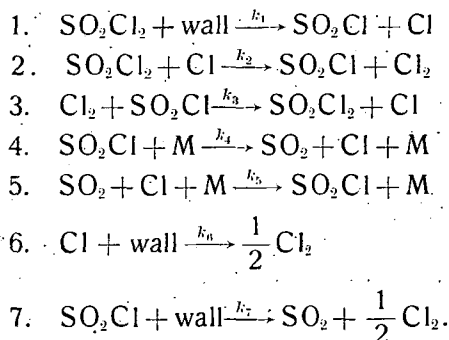 1. SO₂Cl₂ + wall —k₁→ SO₂Cl + Cl
2. SO₂Cl₂ + Cl —k₂→ SO₂Cl + Cl₂
3. Cl₂ + SO₂Cl —k₃→ SO₂Cl₂ + Cl
4. SO₂Cl + M —k₄→ SO₂ + Cl + M
5. SO₂ + Cl + M —k₅→ SO₂Cl + M
6. Cl + wall —k₆→ 1/2 Cl₂
7. SO₂Cl + wall —k₇→ SO₂ + 1/2 Cl₂.